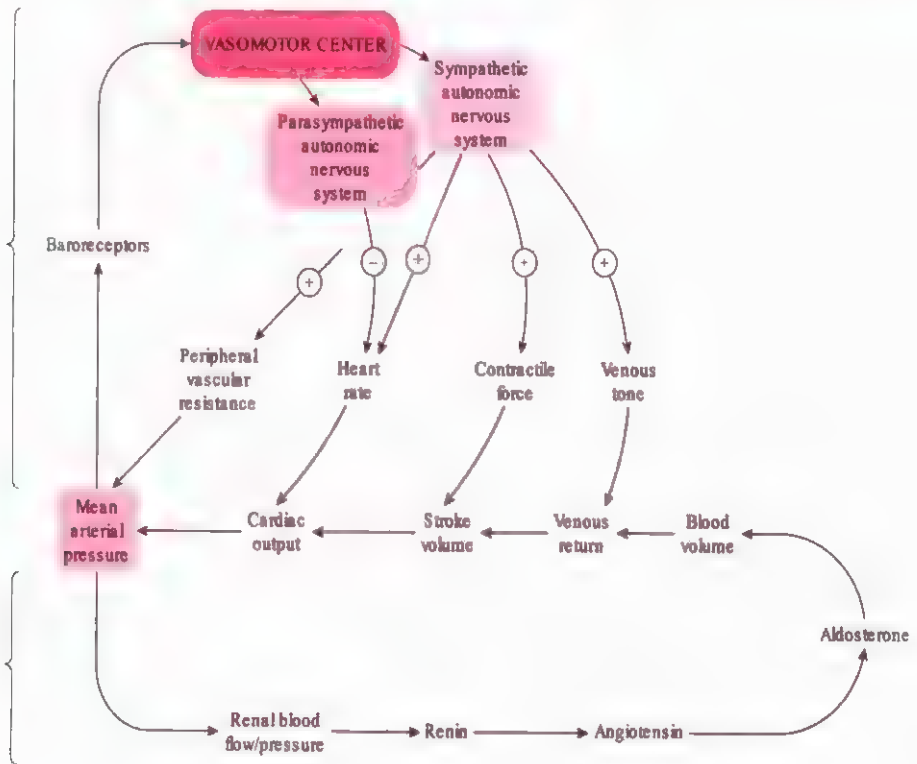 VASOMOTOR CENTER
Sympathetic
autonomic
nervous
system
Parasympathetic
autonomic
nervous
system
Baroreceptors
+
−
+
+
+
Peripheral
vascular
resistance
Heart
rate
Contractile
force
Venous
tone
Mean
arterial
pressure
Cardiac
output
Stroke
volume
Venous
return
Blood
volume
Aldosterone
Renal blood
flow/pressure
Renin
Angiotensin